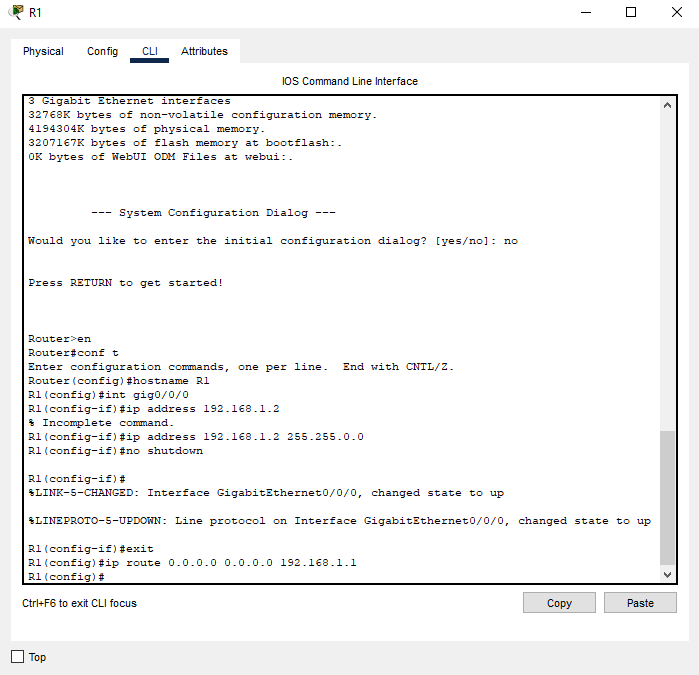 R1
Physical Config CLI Attributes
IOS Command Line Interface
3 Gigabit Ethernet interfaces
32768K bytes of non-volatile configuration memory.
4194304K bytes of physical memory.
3207167K bytes of flash memory at bootflash:.
0K bytes of WebUI ODM Files at webui:.
--- System Configuration Dialog ---
Would you like to enter the initial configuration dialog? [yes/no]: no
Press RETURN to get started!
Router>en
Router#conf t
Enter configuration commands, one per line.  End with CNTL/Z.
Router(config)#hostname R1
R1(config)#int gig0/0/0
R1(config-if)#ip address 192.168.1.2
% Incomplete command.
R1(config-if)#ip address 192.168.1.2 255.255.0.0
R1(config-if)#no shutdown
R1(config-if)#
%LINK-5-CHANGED: Interface GigabitEthernet0/0/0, changed state to up
%LINEPROTO-5-UPDOWN: Line protocol on Interface GigabitEthernet0/0/0, changed state to up
R1(config-if)#exit
R1(config)#ip route 0.0.0.0 0.0.0.0 192.168.1.1
R1(config)#
Ctrl+F6 to exit CLI focus
Copy Paste
Top